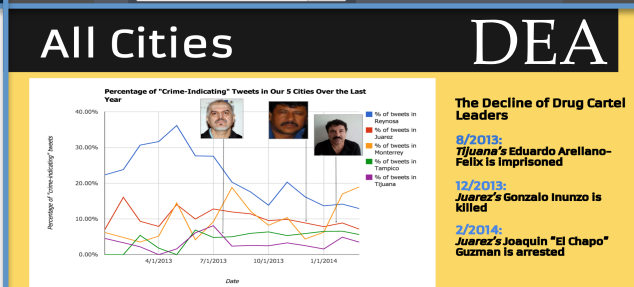 All Cities
DEA
Percentage of "Crime-Indicating" Tweets in Our 5 Cities Over the Last
Year
40.00%
30.00%
20.00%
10.00%
0.00%
Percentage of "crime-indicating" tweets
4/1/2013
7/1/2013
10/1/2013
1/1/2014
Date
% of tweets in
Reynosa
% of tweets in
Juarez
% of tweets in
Monterrey
% of tweets in
Tampico
% of tweets in
Tijuana
The Decline of Drug Cartel
Leaders
8/2013:
Tijuana's Eduardo Arellano-
Felix is imprisoned
12/2013:
Juarez's Gonzalo Inunzo is
killed
2/2014:
Juarez's Joaquin "El Chapo"
Guzman is arrested